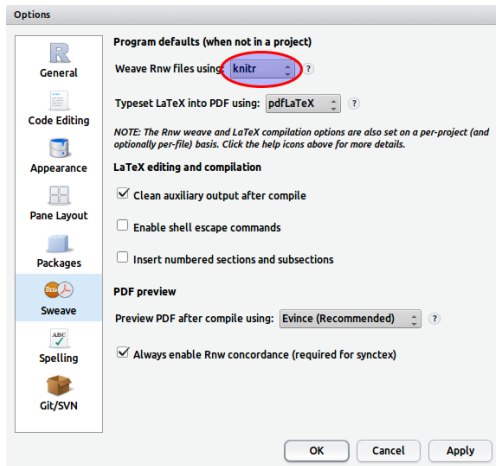 Options
R
General
Code Editing
Appearance
Pane Layout
Packages
Rnw
Sweave
ABC
Spelling
Git/SVN
Program defaults (when not in a project)
Weave Rnw files using: knitr ?
Typeset LaTeX into PDF using: pdfLaTeX ?
NOTE: The Rnw weave and LaTeX compilation options are also set on a per-project (and
optionally per-file) basis. Click the help icons above for more details.
LaTeX editing and compilation
Clean auxiliary output after compile
Enable shell escape commands
Insert numbered sections and subsections
PDF preview
Preview PDF after compile using: Evince (Recommended) ?
Always enable Rnw concordance (required for synctex)
OK Cancel Apply